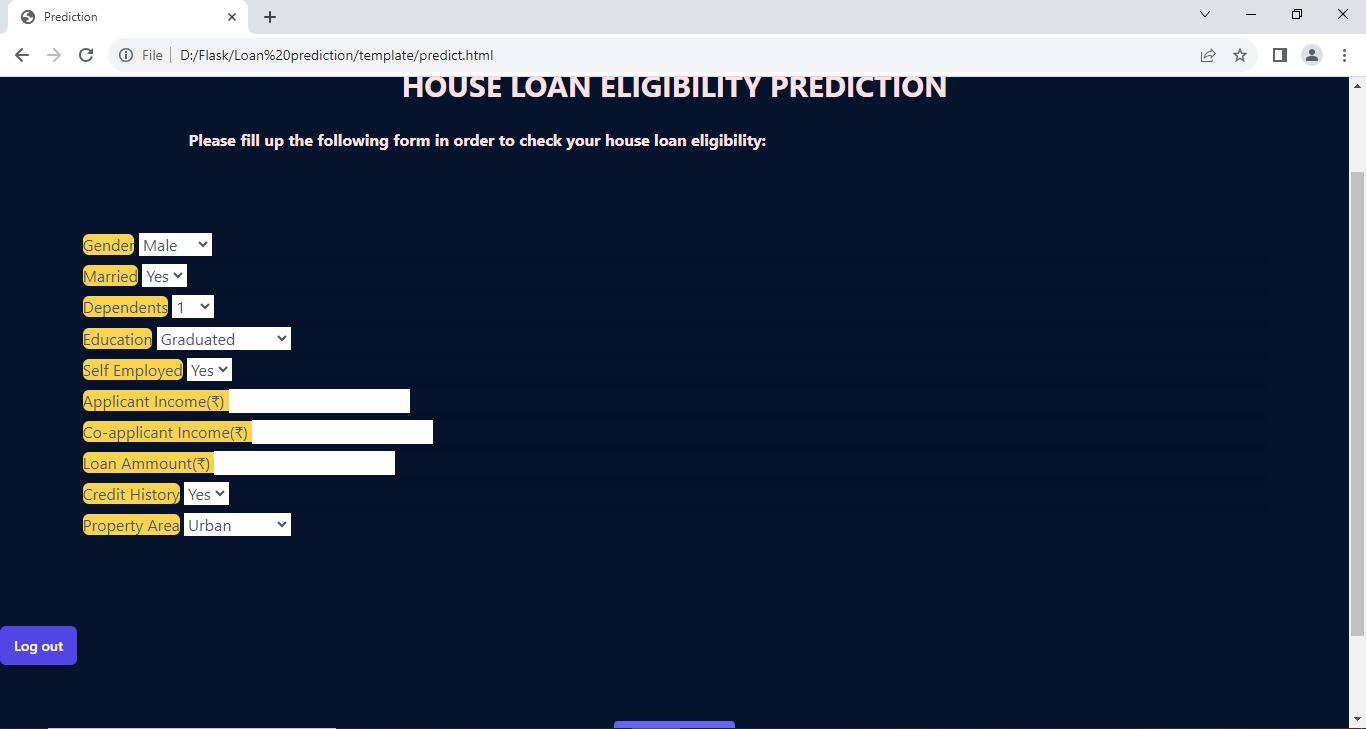 Prediction
File D:/Flask/Loan%20prediction/template/predict.html
HOUSE LOAN ELIGIBILITY PREDICTION
Please fill up the following form in order to check your house loan eligibility:
Gender Male
Married Yes
Dependents 1
Education Graduated
Self Employed Yes
Applicant Income(₹)
Co-applicant Income(₹)
Loan Ammount(₹)
Credit History Yes
Property Area Urban
Log out